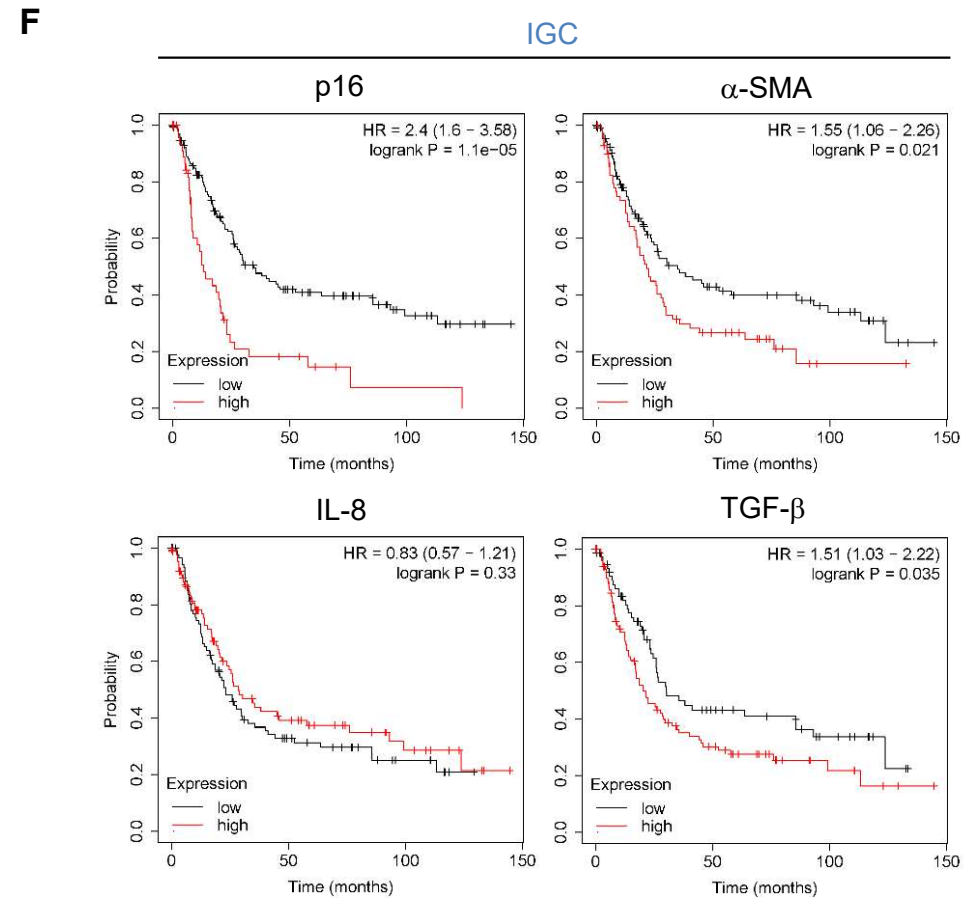 F
IGC
p16
α-SMA
HR = 2.4 (1.6 − 3.58)
logrank P = 1.1e−05
Probability
0.0 0.2 0.4 0.6 0.8 1.0
Expression
low
high
0 50 100 150
Time (months)
HR = 1.55 (1.06 − 2.26)
logrank P = 0.021
0.0 0.2 0.4 0.6 0.8 1.0
Expression
low
high
0 50 100 150
Time (months)
IL-8
TGF-β
HR = 0.83 (0.57 − 1.21)
logrank P = 0.33
Probability
0.0 0.2 0.4 0.6 0.8 1.0
Expression
low
high
0 50 100 150
Time (months)
HR = 1.51 (1.03 − 2.22)
logrank P = 0.035
0.0 0.2 0.4 0.6 0.8 1.0
Expression
low
high
0 50 100 150
Time (months)